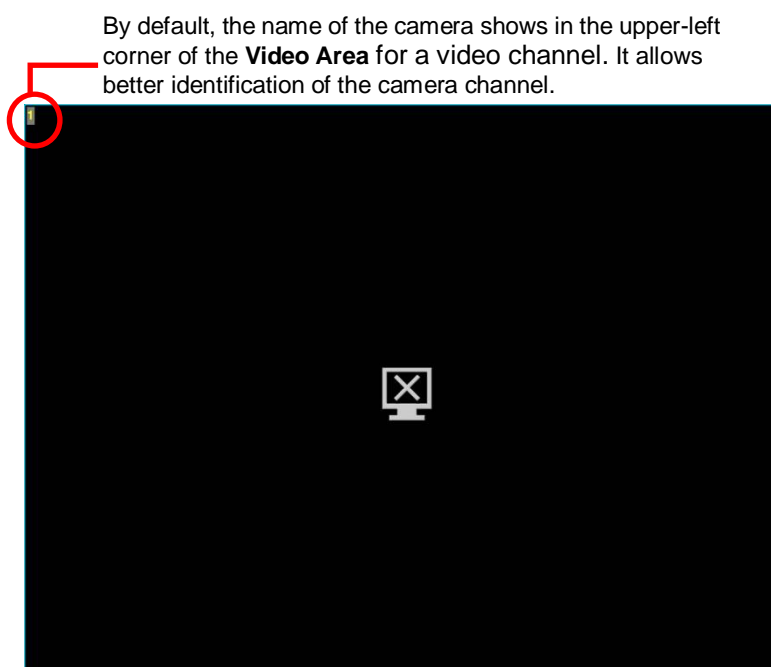 By default, the name of the camera shows in the upper-left
corner of the Video Area for a video channel. It allows
better identification of the camera channel.
1